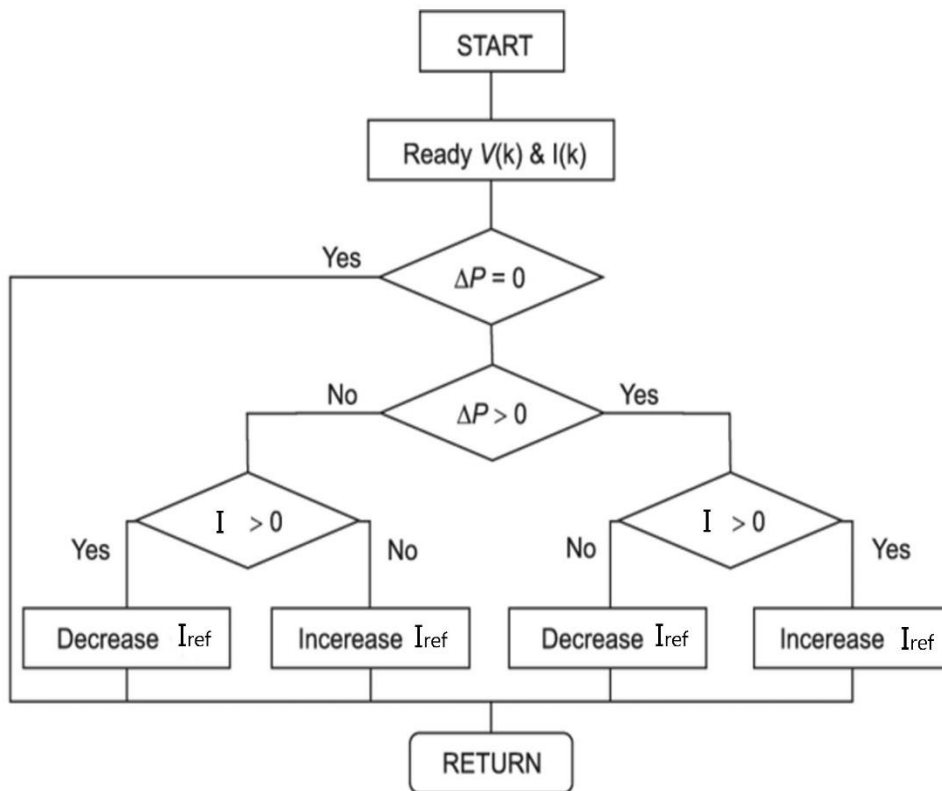 START
Ready V(k) & I(k)
Yes
ΔP = 0
No
ΔP > 0
Yes
I > 0
I > 0
Yes
No
No
Yes
Decrease Iref
Incerease Iref
Decrease Iref
Incerease Iref
RETURN